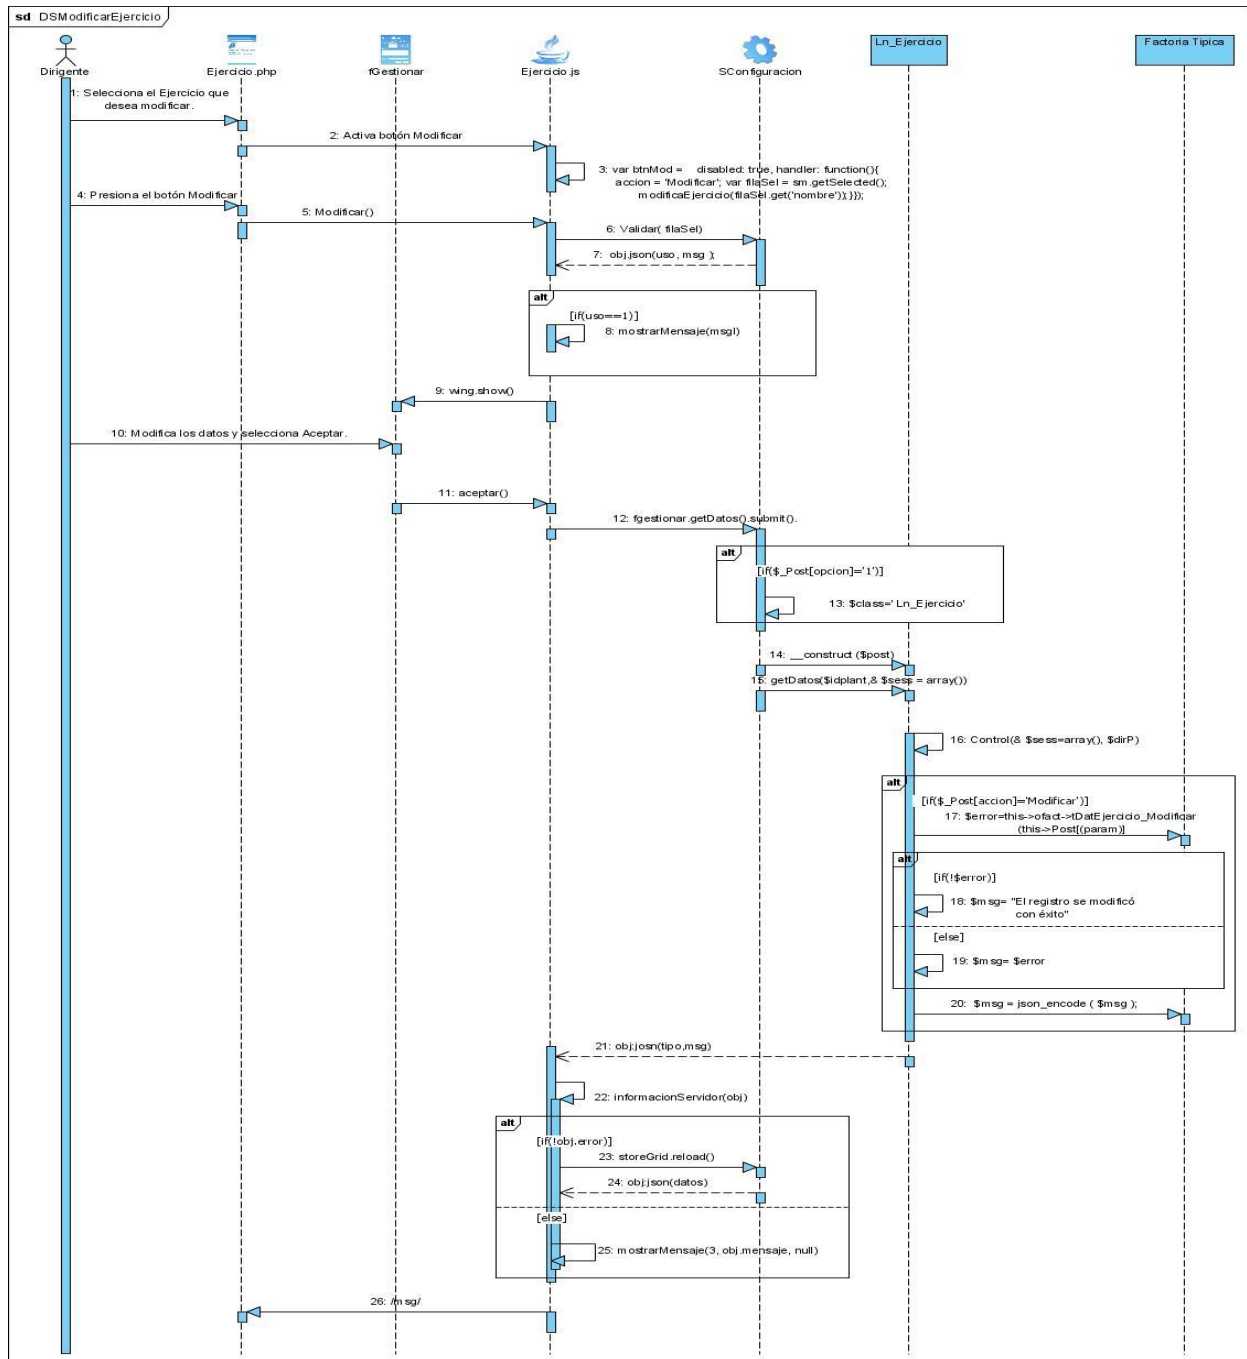 sd DSModificarEjercicio
Dirigente
Ejercicio.php
fGestionar
Ejercicio.js
SConfiguracion
Ln_Ejercicio
Factoria Tipica
1: Selecciona el Ejercicio que
desea modificar.
2: Activa botón Modificar
3: var btnMod = disabled: true, handler: function(){
accion = 'Modificar'; var filaSel = sm.getSelected();
modificaEjercicio(filaSel.get('nombre'));}});
4: Presiona el botón Modificar
5: Modificar()
6: Validar( filaSel)
7: obj.json(uso, msg );
alt
[if(uso==1)]
8: mostrarMensaje(msgI)
9: wing.show()
10: Modifica los datos y selecciona Aceptar.
11: aceptar()
12: fgestionar.getDatos().submit().
alt
[if($_Post[opcion]='1')]
13: $class=' Ln_Ejercicio'
14: __construct ($post)
15: getDatos($idplant,& $sess = array())
16: Control(& $sess=array(), $dirP)
alt
[if($_Post[accion]='Modificar')]
17: $error=this->ofact->tDatEjercicio_Modificar
(this->Post[(param)]
alt
[if(!$error)]
18: $msg= "El registro se modificó
con éxito"
[else]
19: $msg= $error
20: $msg = json_encode ( $msg );
21: obj:josn(tipo,msg)
22: informacionServidor(obj)
alt
[if(!obj.error)]
23: storeGrid.reload()
24: obj:json(datos)
[else]
25: mostrarMensaje(3, obj.mensaje, null)
26: /msg/